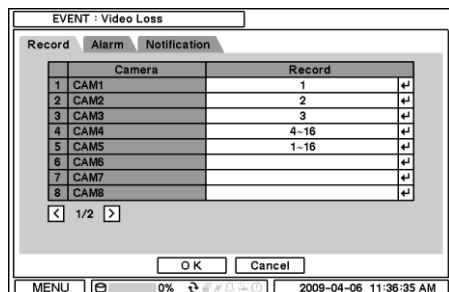 EVENT : Video Loss
Record Alarm Notification
Camera Record
1 CAM1 1
2 CAM2 2
3 CAM3 3
4 CAM4 4~16
5 CAM5 1~16
6 CAM6
7 CAM7
8 CAM8
< 1/2 >
OK Cancel
MENU 0% 2009-04-06 11:36:35 AM